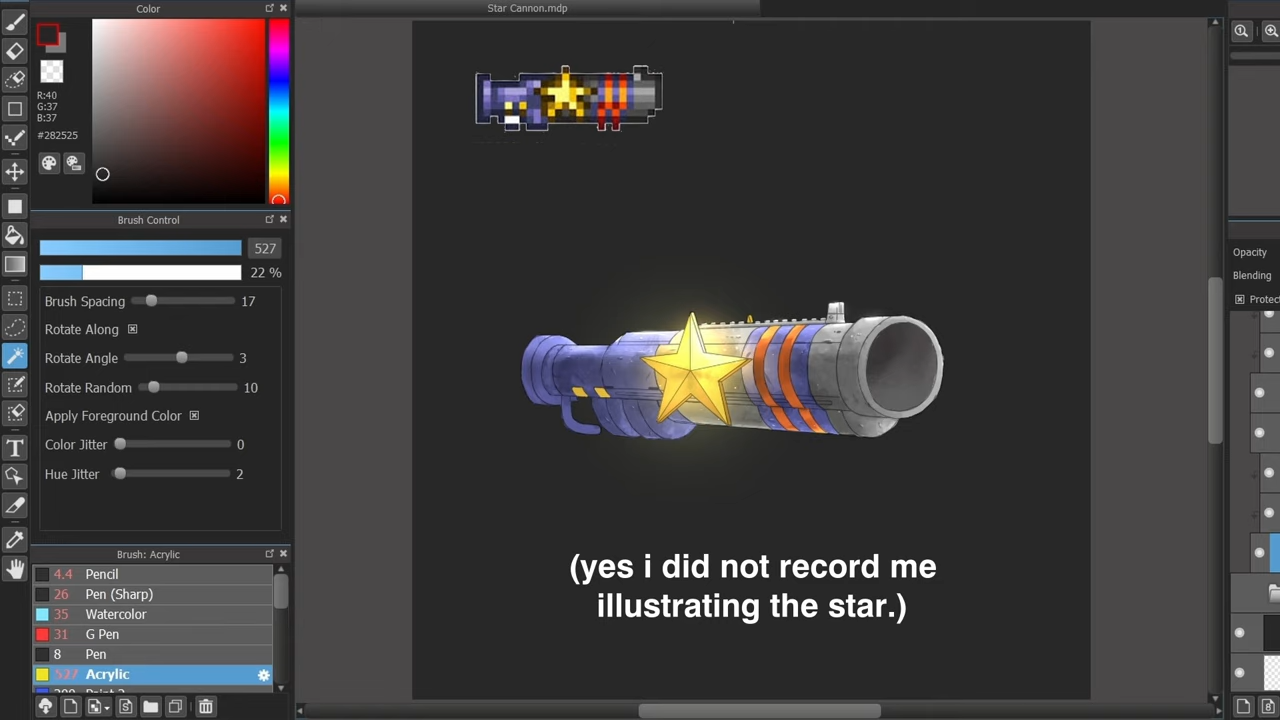 Color
Star Cannon.mdp
R:40
G:37
B:37
#282525
Brush Control
527
22 %
Brush Spacing 17
Rotate Along
Rotate Angle 3
Rotate Random 10
Apply Foreground Color
Color Jitter 0
Hue Jitter 2
Opacity
Blending
Protec
Brush: Acrylic
4.4 Pencil
26 Pen (Sharp)
35 Watercolor
31 G Pen
8 Pen
527 Acrylic
(yes i did not record me
illustrating the star.)